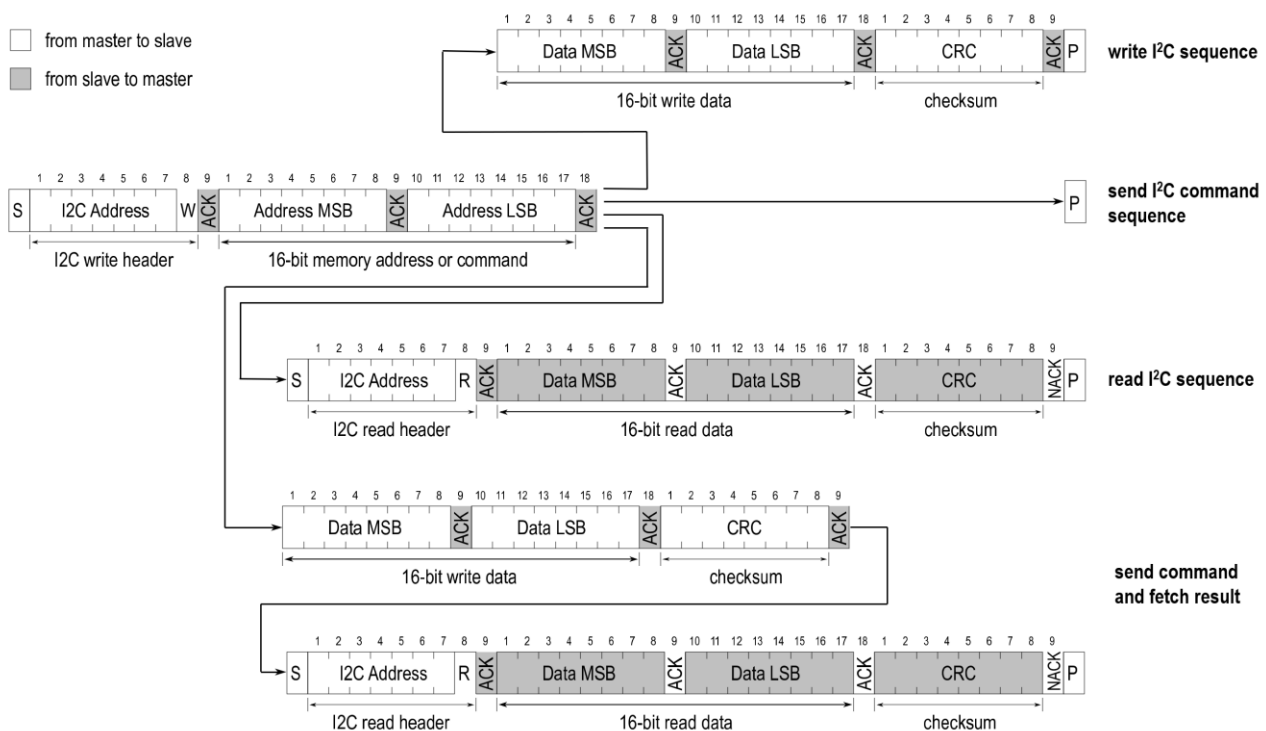 from master to slave
from slave to master
1 2 3 4 5 6 7 8 9 10 11 12 13 14 15 16 17 18 1 2 3 4 5 6 7 8 9
Data MSB ACK Data LSB ACK CRC ACK P
16-bit write data checksum
write I²C sequence
1 2 3 4 5 6 7 8 9 1 2 3 4 5 6 7 8 9 10 11 12 13 14 15 16 17 18
S I2C Address W ACK Address MSB ACK Address LSB ACK
I2C write header 16-bit memory address or command
P
send I²C command
sequence
1 2 3 4 5 6 7 8 9 1 2 3 4 5 6 7 8 9 10 11 12 13 14 15 16 17 18 1 2 3 4 5 6 7 8 9
S I2C Address R ACK Data MSB ACK Data LSB ACK CRC NACK P
I2C read header 16-bit read data checksum
read I²C sequence
1 2 3 4 5 6 7 8 9 10 11 12 13 14 15 16 17 18 1 2 3 4 5 6 7 8 9
Data MSB ACK Data LSB ACK CRC ACK
16-bit write data checksum
send command
and fetch result
1 2 3 4 5 6 7 8 9 1 2 3 4 5 6 7 8 9 10 11 12 13 14 15 16 17 18 1 2 3 4 5 6 7 8 9
S I2C Address R ACK Data MSB ACK Data LSB ACK CRC NACK P
I2C read header 16-bit read data checksum